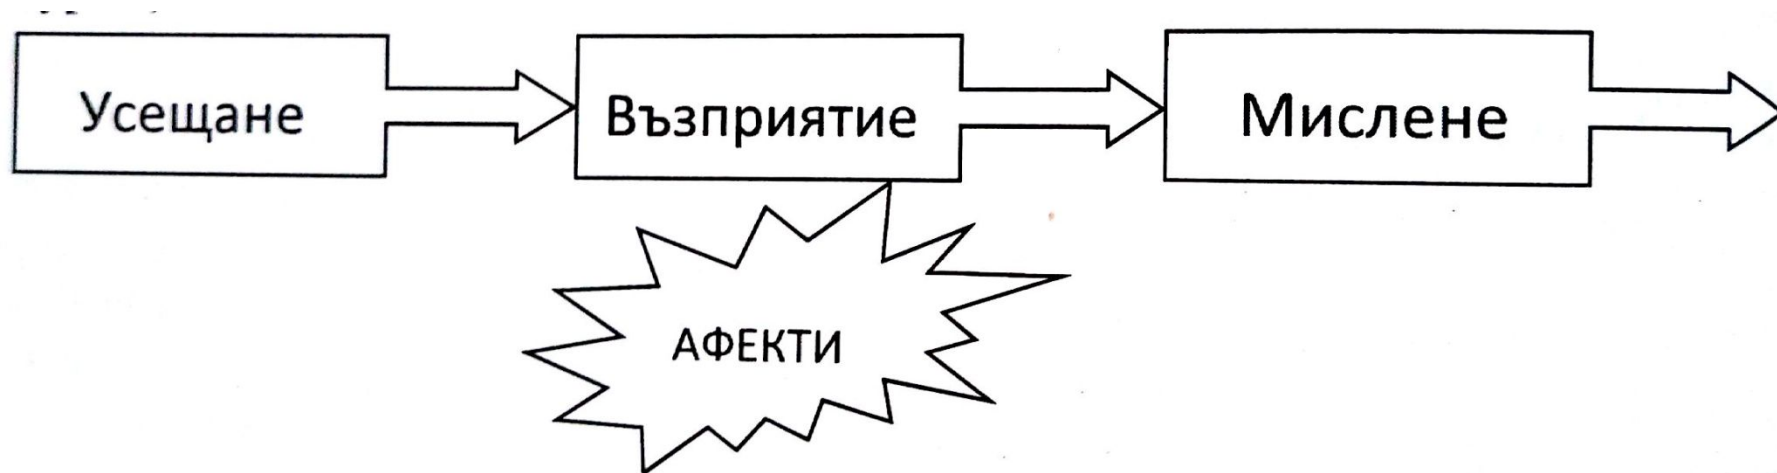 Усещане
Възприятие
Мислене
АФЕКТИ